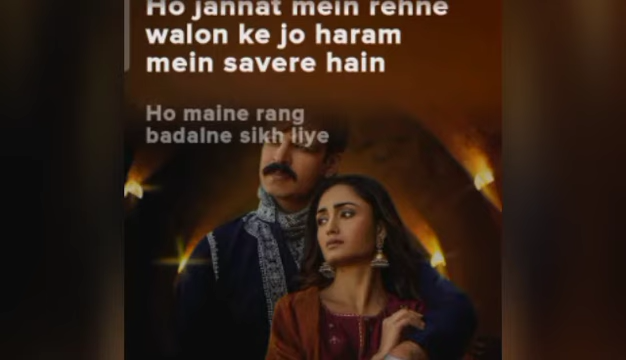 Ho jannat mein rehne
walon ke jo haram
mein savere hain
Ho maine rang
badalne sikh liye